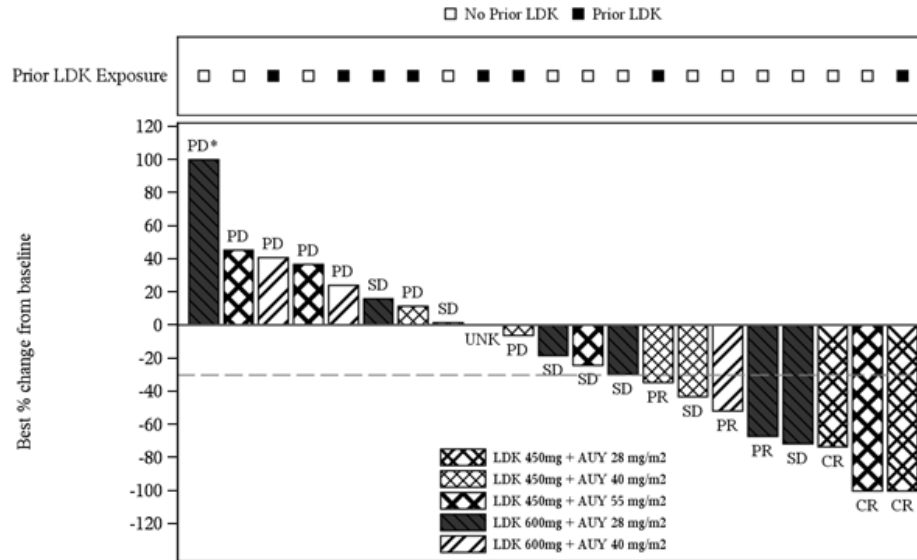 No Prior LDK Prior LDK
Prior LDK Exposure
Best % change from baseline
120
100
80
60
40
20
0
-20
-40
-60
-80
-100
-120
PD*
PD
PD
PD
PD
SD
PD
SD
UNK
PD
SD
SD
SD
PR
SD
PR
PR
SD
CR
CR
CR
LDK 450mg + AUY 28 mg/m2
LDK 450mg + AUY 40 mg/m2
LDK 450mg + AUY 55 mg/m2
LDK 600mg + AUY 28 mg/m2
LDK 600mg + AUY 40 mg/m2